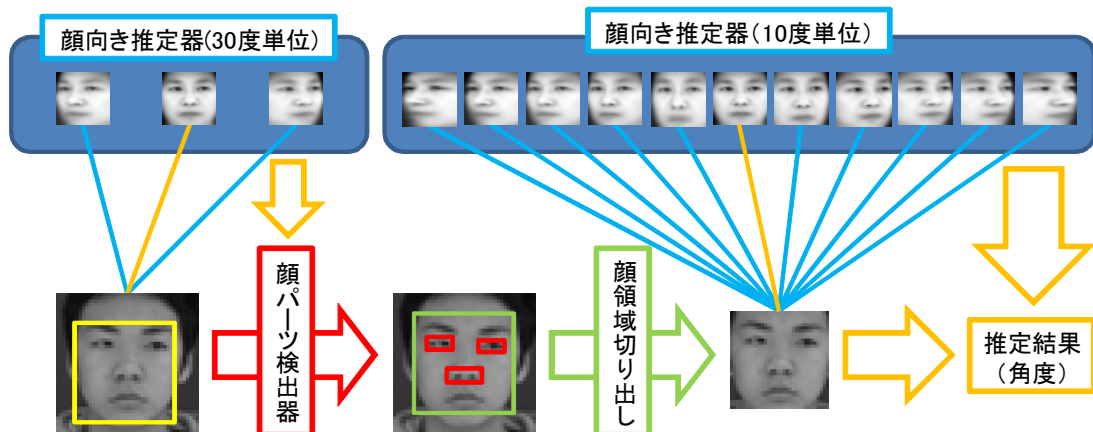 顔向き推定器(30度単位)
顔向き推定器(10度単位)
顔パーツ検出器
顔領域切り出し
推定結果
(角度)